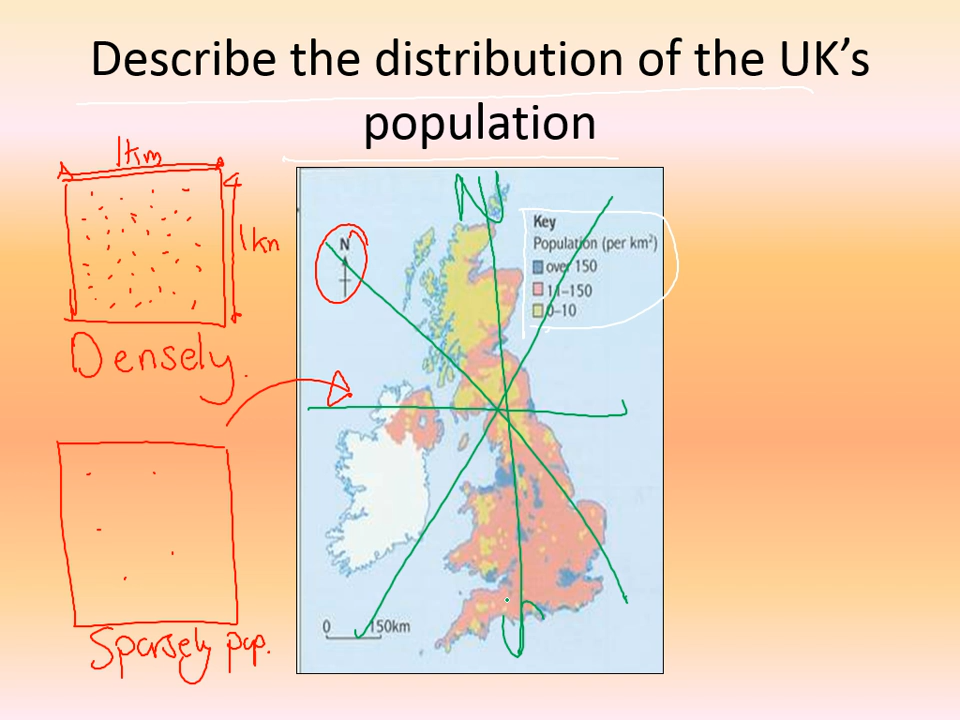 Describe the distribution of the UK's
population
1km
1km
Densely.
Sparsely pop.
N
N
Key
Population (per km²)
over 150
11–150
0–10
0 150km